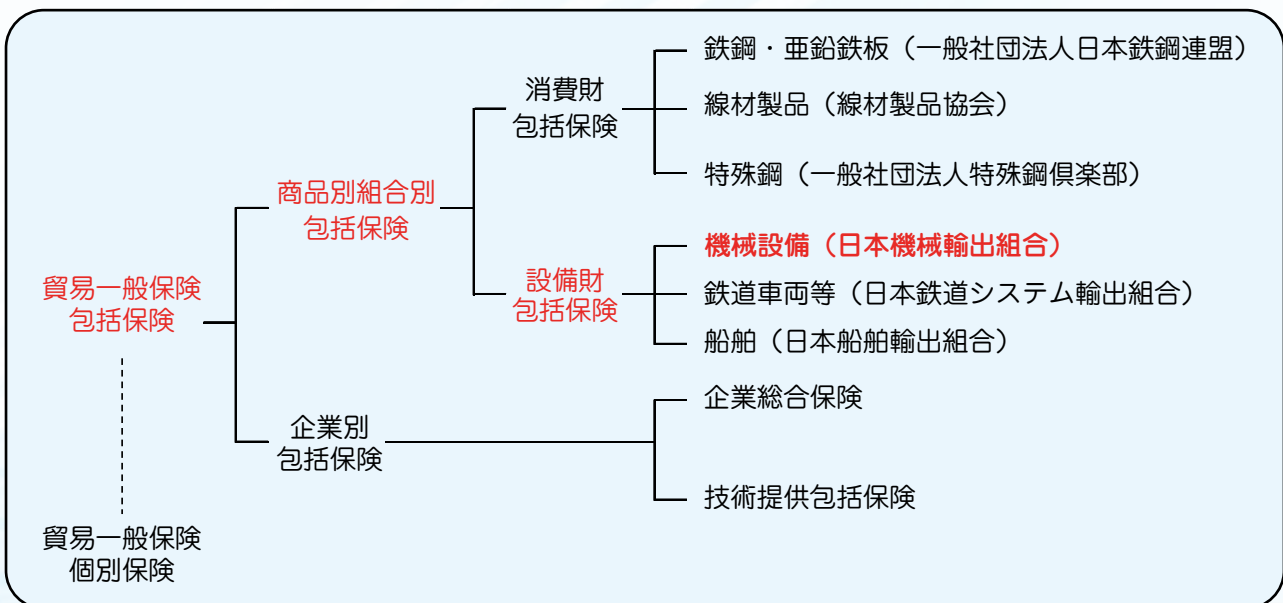 貿易一般保険
包括保険
貿易一般保険
個別保険
商品別組合別
包括保険
企業別
包括保険
消費財
包括保険
設備財
包括保険
鉄鋼・亜鉛鉄板（一般社団法人日本鉄鋼連盟）
線材製品（線材製品協会）
特殊鋼（一般社団法人特殊鋼倶楽部）
機械設備（日本機械輸出組合）
鉄道車両等（日本鉄道システム輸出組合）
船舶（日本船舶輸出組合）
企業総合保険
技術提供包括保険